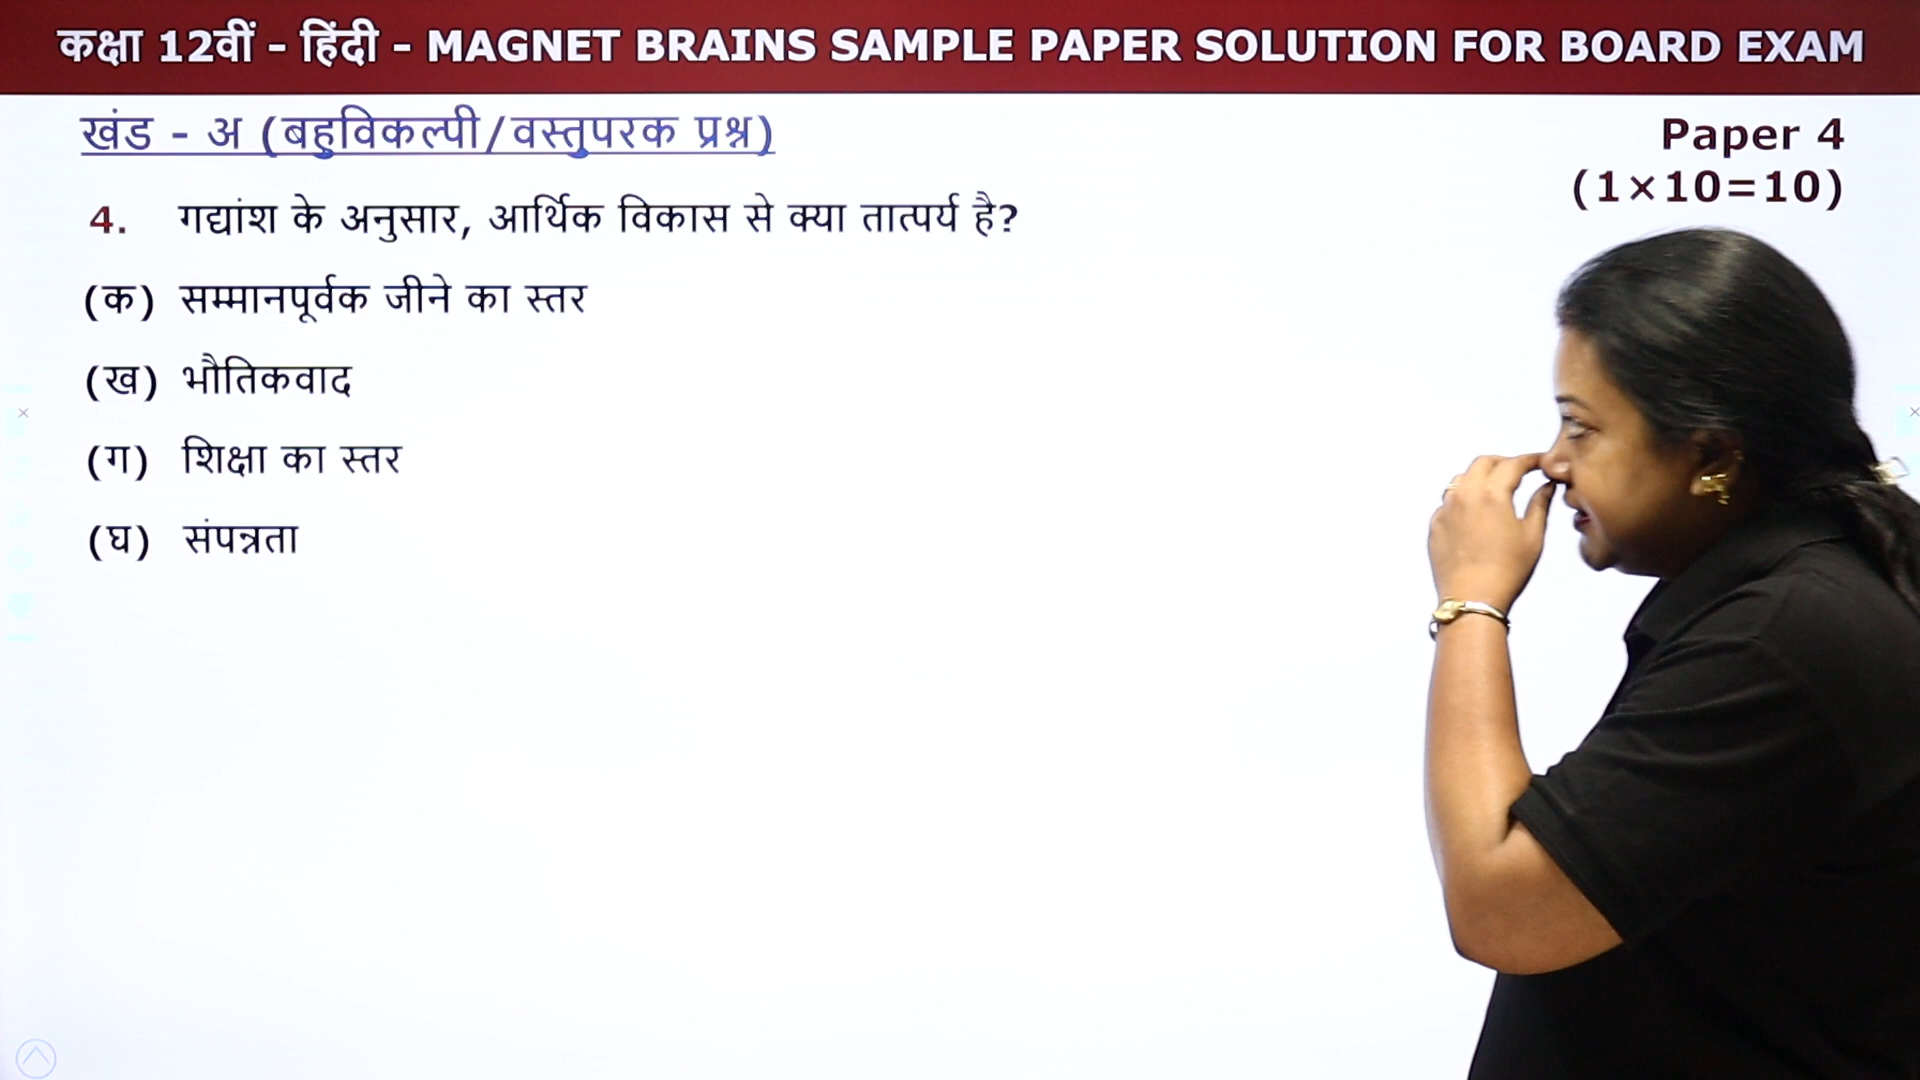 कक्षा 12वीं - हिंदी - MAGNET BRAINS SAMPLE PAPER SOLUTION FOR BOARD EXAM
खंड - अ (बहुविकल्पी/वस्तुपरक प्रश्न)
Paper 4
(1×10=10)
4. गद्यांश के अनुसार, आर्थिक विकास से क्या तात्पर्य है?
(क) सम्मानपूर्वक जीने का स्तर
(ख) भौतिकवाद
(ग) शिक्षा का स्तर
(घ) संपन्नता